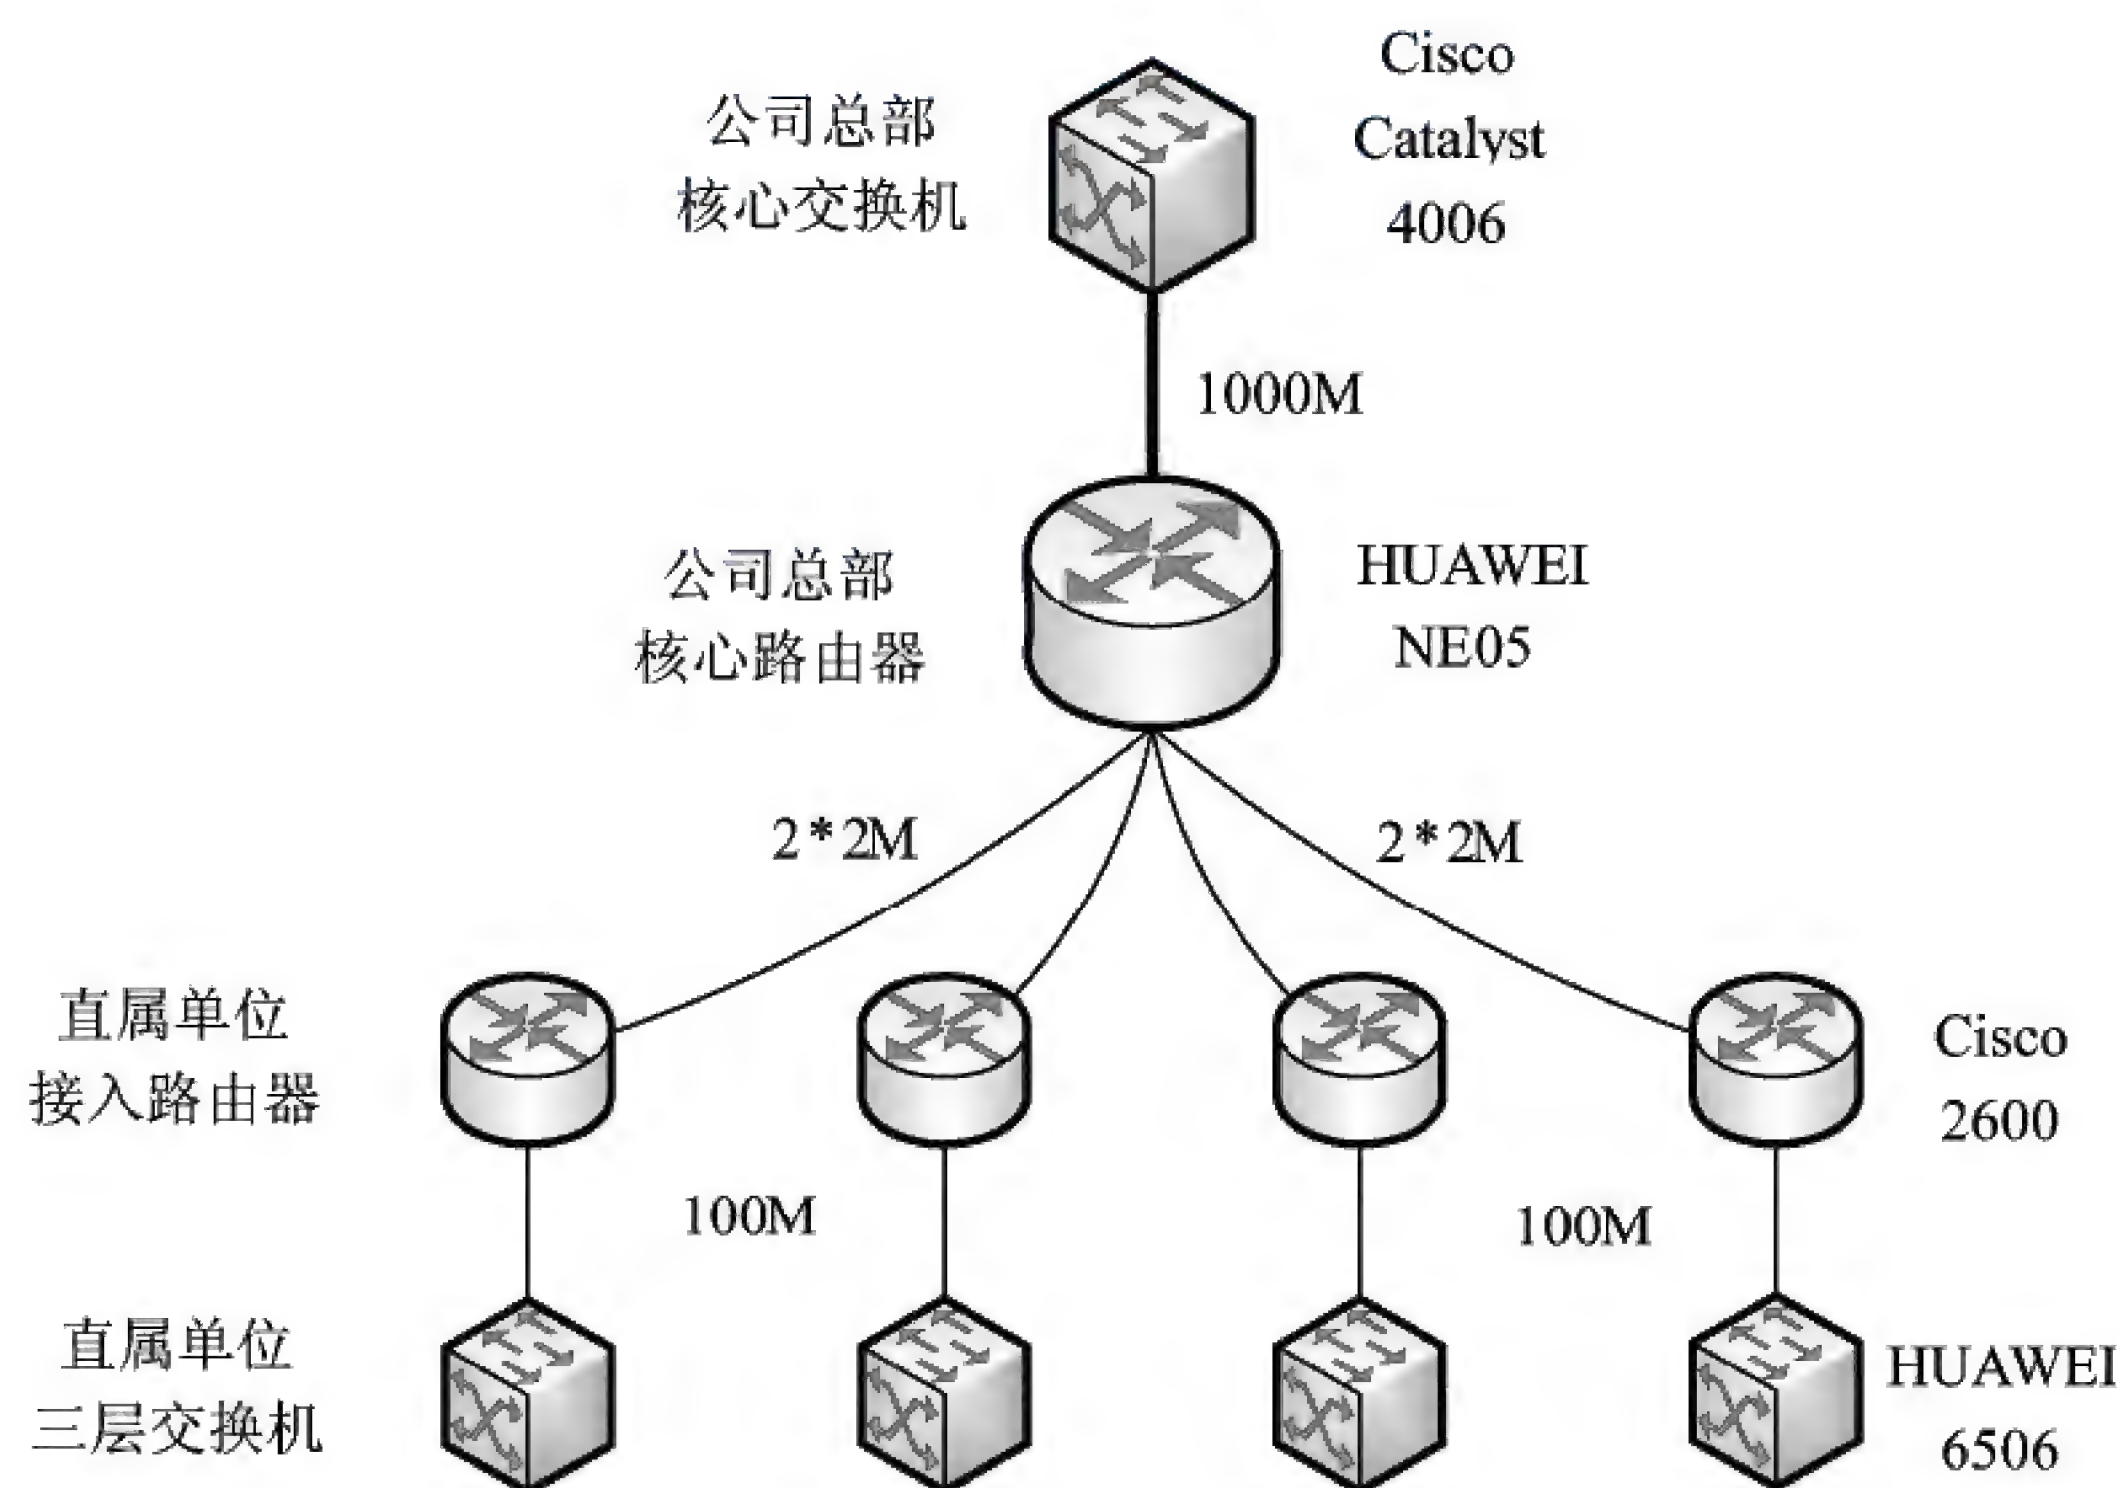 公司总部
核心交换机
Cisco
Catalyst
4006
1000M
公司总部
核心路由器
HUAWEI
NE05
2*2M
2*2M
直属单位
接入路由器
Cisco
2600
100M
100M
直属单位
三层交换机
HUAWEI
6506